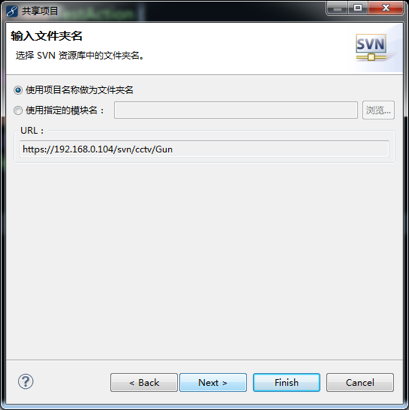 共享项目
输入文件夹名
选择 SVN 资源库中的文件夹名。
SVN
使用项目名称做为文件夹名
使用指定的模块名：
浏览...
URL：
https://192.168.0.104/svn/cctv/Gun
< Back
Next >
Finish
Cancel